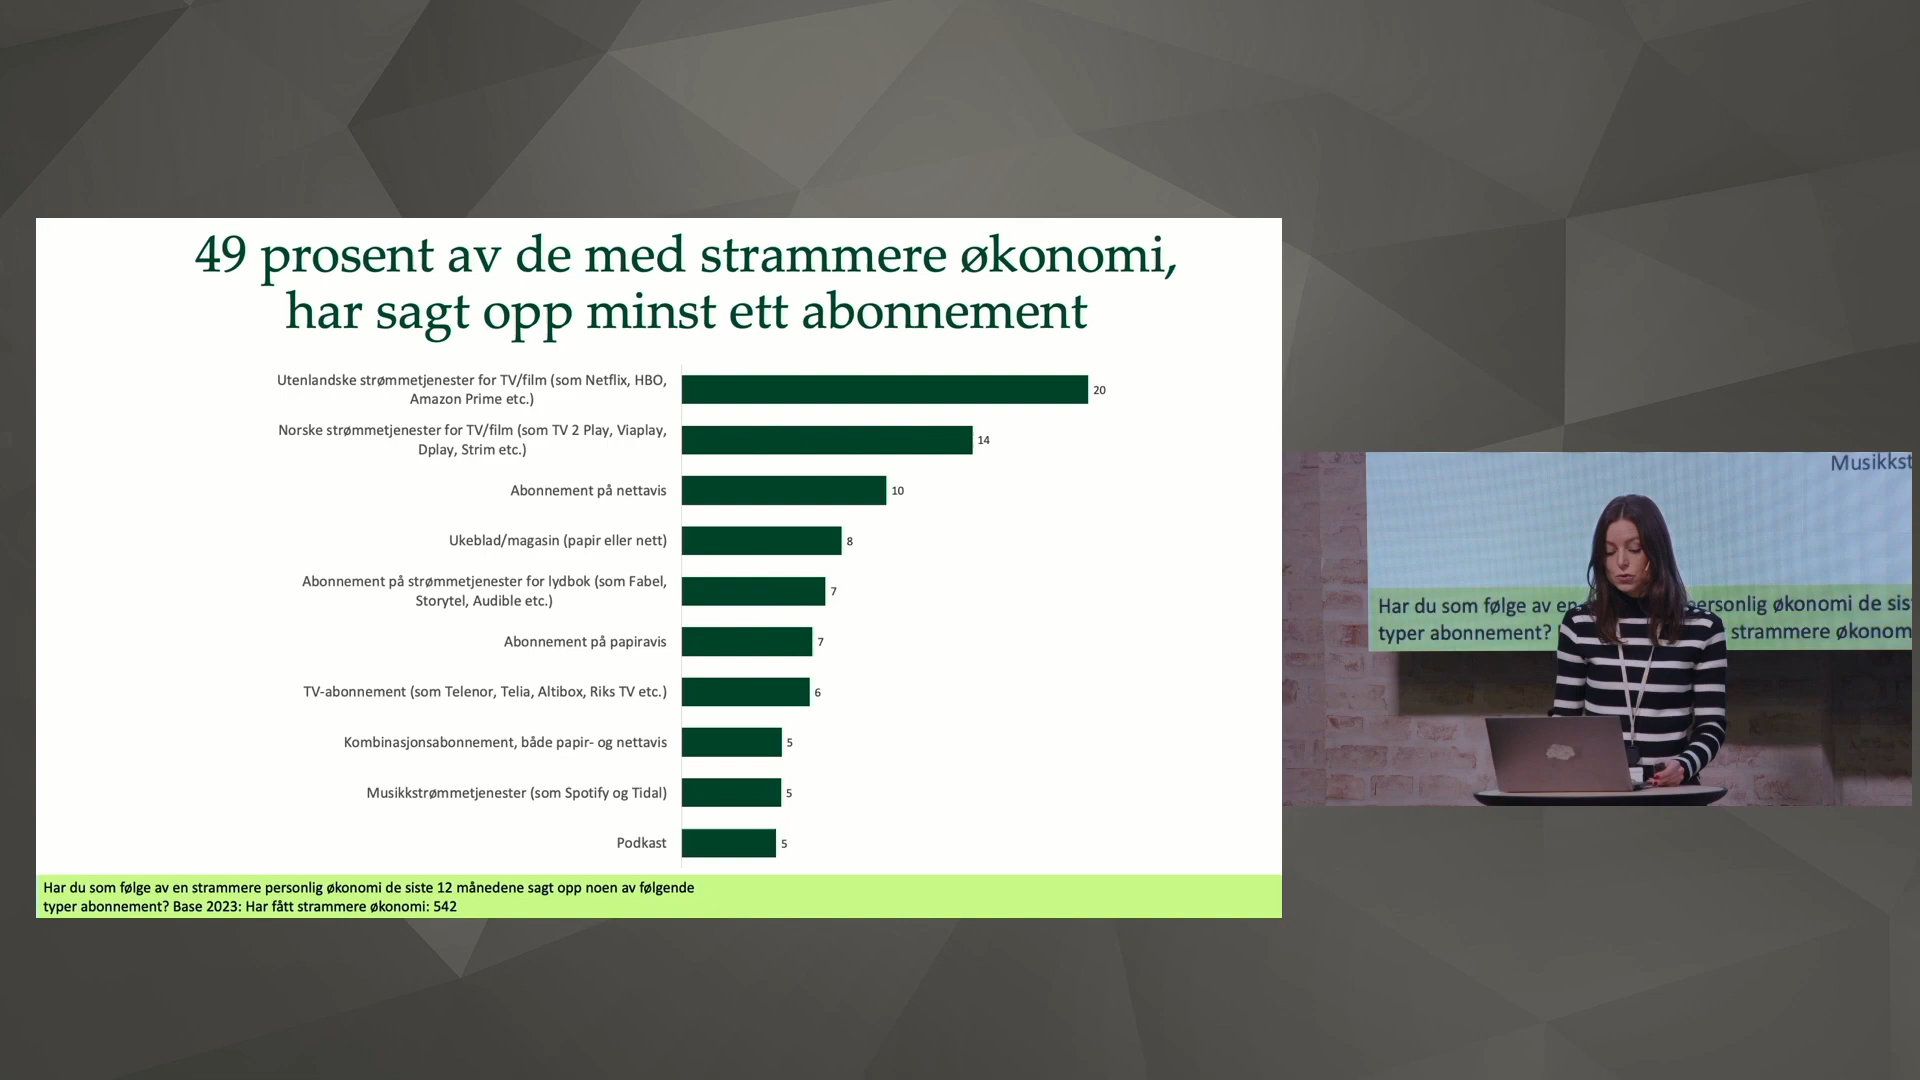 49 prosent av de med strammere økonomi,
har sagt opp minst ett abonnement
Utenlandske strømmetjenester for TV/film (som Netflix, HBO,
Amazon Prime etc.)
20
Norske strømmetjenester for TV/film (som TV 2 Play, Viaplay,
Dplay, Strim etc.)
14
Abonnement på nettavis
10
Ukeblad/magasin (papir eller nett)
8
Abonnement på strømmetjenester for lydbok (som Fabel,
Storytel, Audible etc.)
7
Abonnement på papiravis
7
TV-abonnement (som Telenor, Telia, Altibox, Riks TV etc.)
6
Kombinasjonsabonnement, både papir- og nettavis
5
Musikkstrømmetjenester (som Spotify og Tidal)
5
Podkast
5
Har du som følge av en strammere personlig økonomi de siste 12 månedene sagt opp noen av følgende
typer abonnement? Base 2023: Har fått strammere økonomi: 542
Musikkst
Har du som følge av en personlig økonomi de sis
typer abonnement? strammere økonom